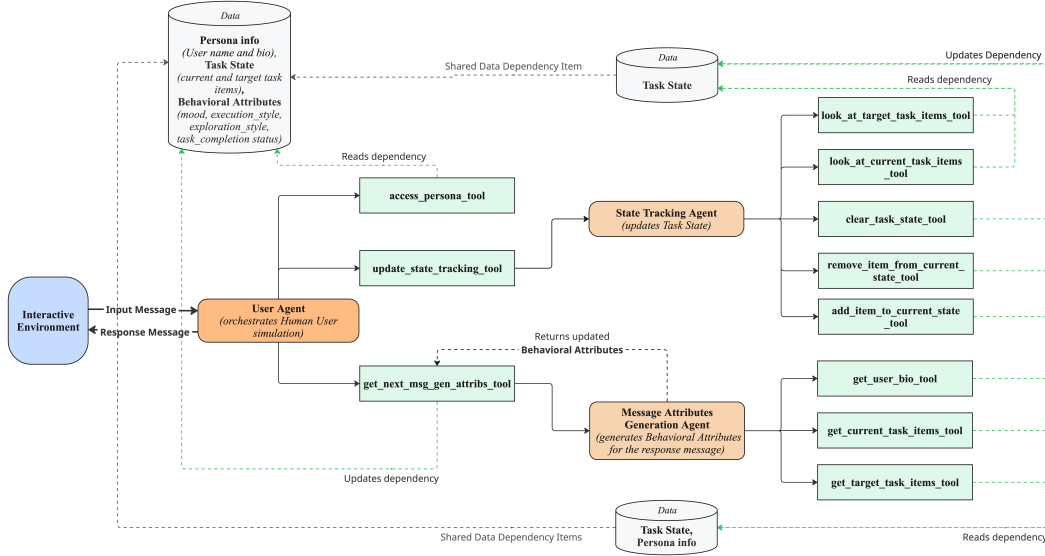 Data
Persona info
(User name and bio),
Task State
(current and target task
items),
Behavioral Attributes
(mood, execution_style,
exploration_style,
task_completion status)
Shared Data Dependency Item
Data
Task State
Updates Dependency
Reads dependency
look_at_target_task_items_tool
look_at_current_task_items
_tool
clear_task_state_tool
remove_item_from_current_
state_tool
add_item_to_current_state
_tool
Reads dependency
access_persona_tool
update_state_tracking_tool
State Tracking Agent
(updates Task State)
Interactive
Environment
Input Message
Response Message
User Agent
(orchestrates Human User
simulation)
Returns updated
Behavioral Attributes
get_next_msg_gen_attribs_tool
Message Attributes
Generation Agent
(generates Behavioral Attributes
for the response message)
get_user_bio_tool
get_current_task_items_tool
get_target_task_items_tool
Updates dependency
Data
Task State,
Persona info
Shared Data Dependency Items
Reads dependency